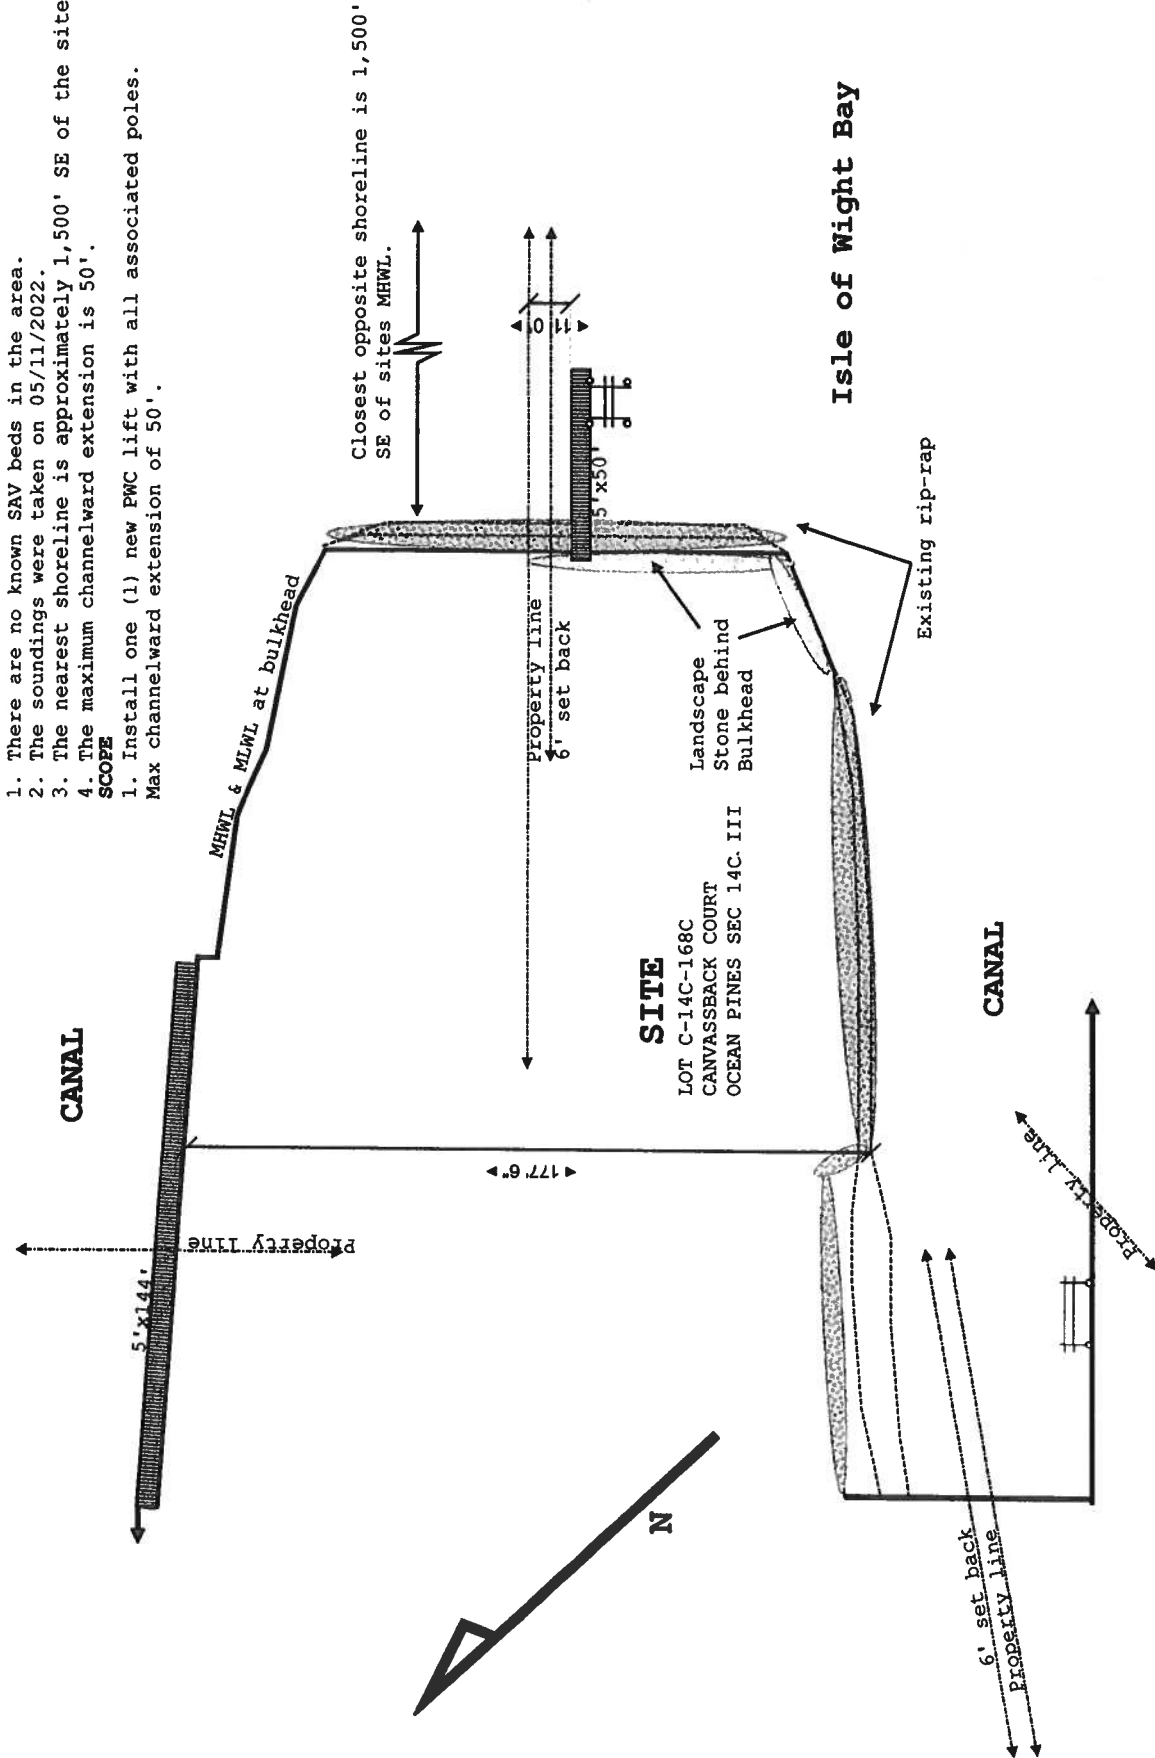 1. There are no known SAV beds in the area.
2. The soundings were taken on 05/11/2022.
3. The nearest shoreline is approximately 1,500' SE of the site
4. The maximum channelward extension is 50'.
SCOPE
1. Install one (1) new PWC lift with all associated poles.
Max channelward extension of 50'.
Closest opposite shoreline is 1,500'
SE of sites MHWL.
CANAL
MHWL & MLWL at bulkhead
5'x144'
Property line
177' 6"
Property line
6' set back
11'
5'x50'
Isle of Wight Bay
Existing rip-rap
Landscape
Stone behind
Bulkhead
SITE
LOT C-14C-168C
CANVASSBACK COURT
OCEAN PINES SEC 14C. III
CANAL
Property line
N
6' set back
Property line